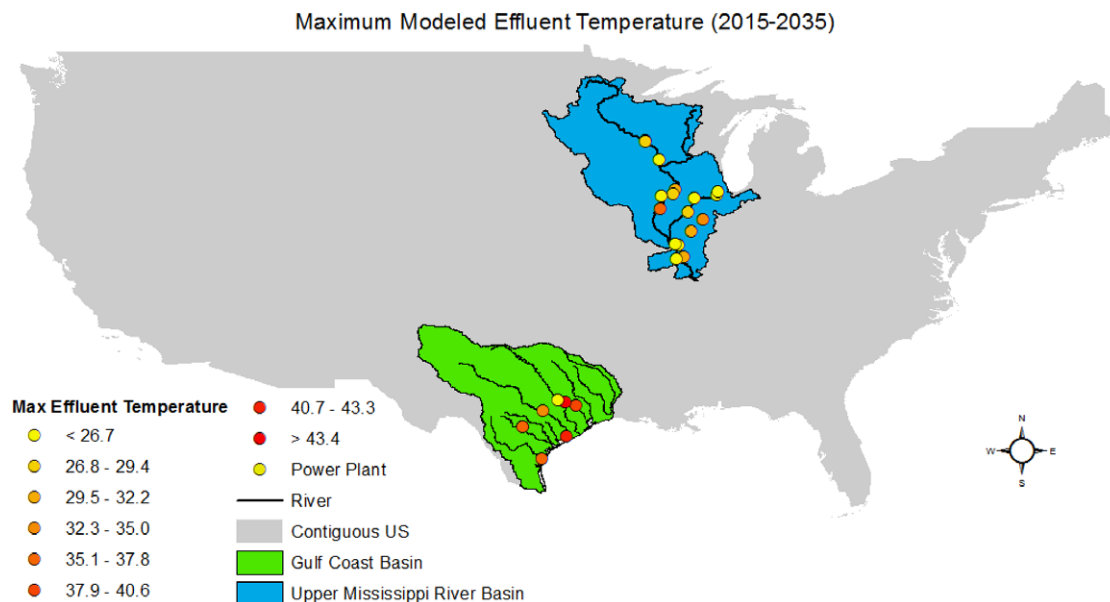 Maximum Modeled Effluent Temperature (2015-2035)
Max Effluent Temperature
< 26.7
26.8 - 29.4
29.5 - 32.2
32.3 - 35.0
35.1 - 37.8
37.9 - 40.6
40.7 - 43.3
> 43.4
Power Plant
River
Contiguous US
Gulf Coast Basin
Upper Mississippi River Basin
N
W E
S